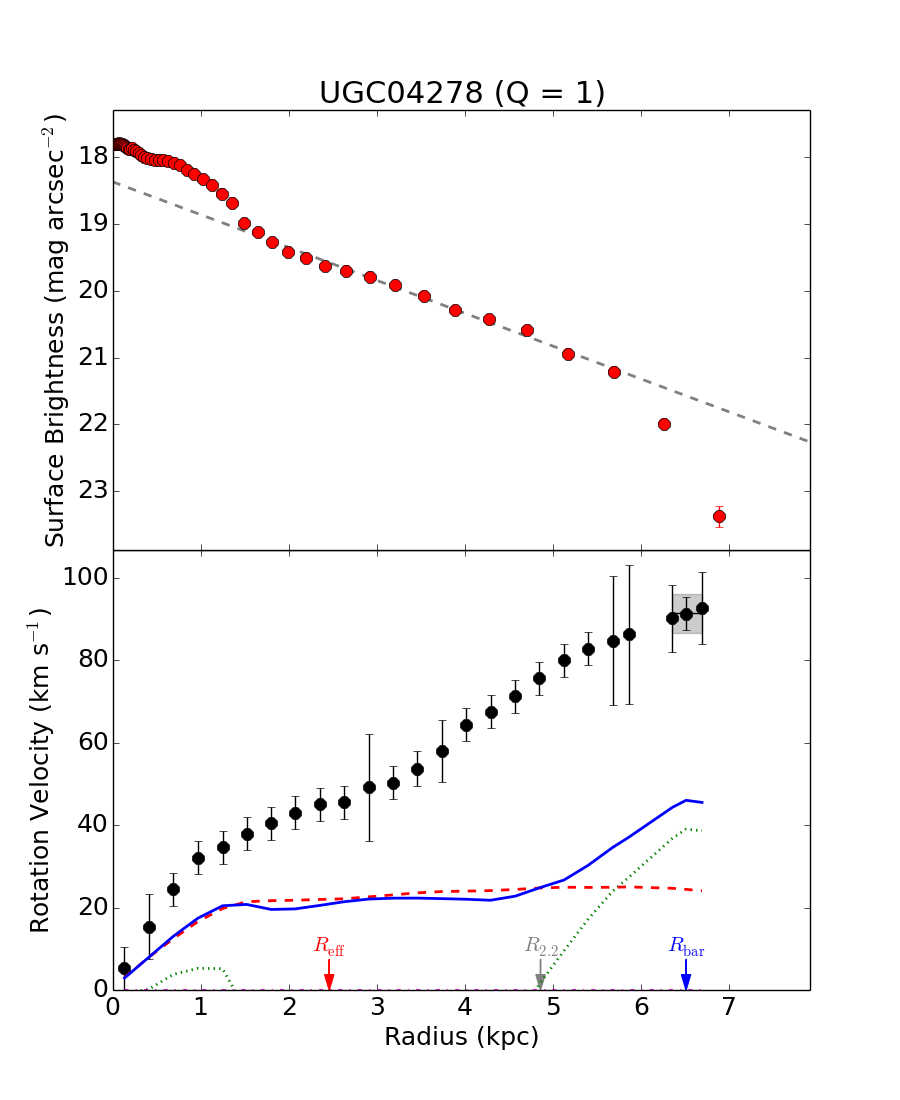 UGC04278 (Q = 1)
Surface Brightness (mag arcsec⁻²)
18
19
20
21
22
23
Rotation Velocity (km s⁻¹)
100
80
60
40
20
0
R_eff
R_2.2
R_bar
0 1 2 3 4 5 6 7
Radius (kpc)